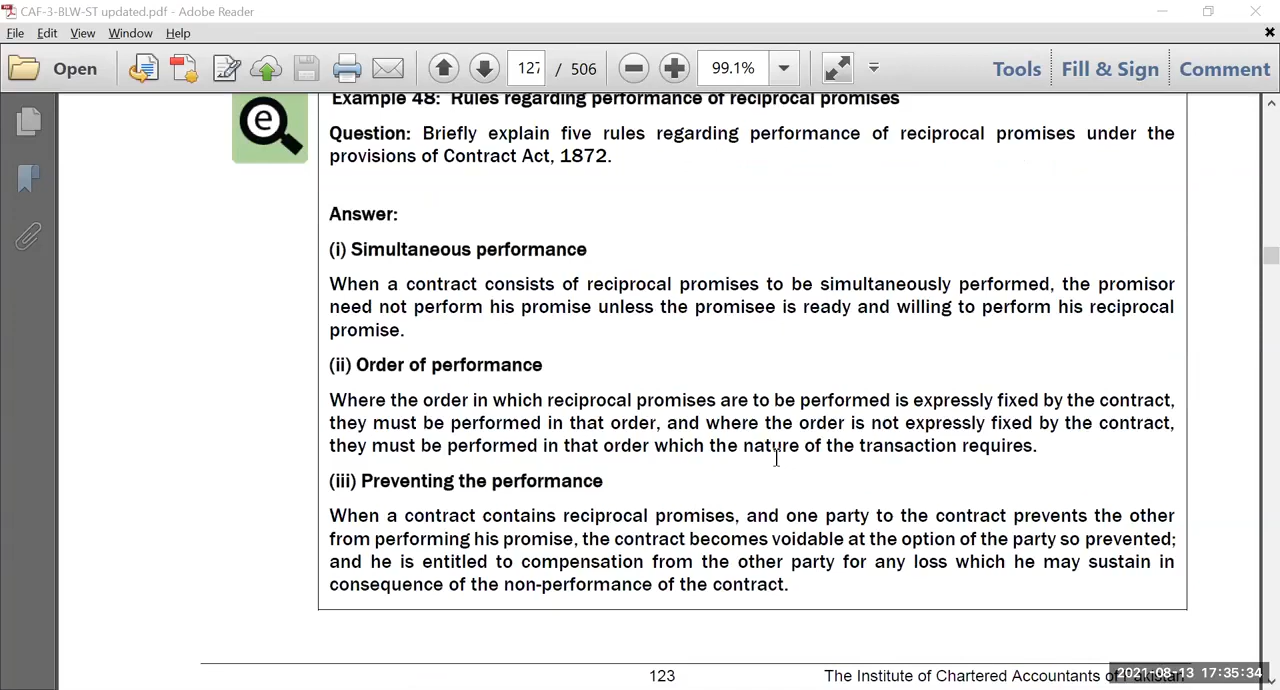 CAF-3-BLW-ST updated.pdf - Adobe Reader
File Edit View Window Help
Open 127 / 506 99.1% Tools Fill & Sign Comment
Example 48: Rules regarding performance of reciprocal promises
Question: Briefly explain five rules regarding performance of reciprocal promises under the
provisions of Contract Act, 1872.
Answer:
(i) Simultaneous performance
When a contract consists of reciprocal promises to be simultaneously performed, the promisor
need not perform his promise unless the promisee is ready and willing to perform his reciprocal
promise.
(ii) Order of performance
Where the order in which reciprocal promises are to be performed is expressly fixed by the contract,
they must be performed in that order, and where the order is not expressly fixed by the contract,
they must be performed in that order which the nature of the transaction requires.
(iii) Preventing the performance
When a contract contains reciprocal promises, and one party to the contract prevents the other
from performing his promise, the contract becomes voidable at the option of the party so prevented;
and he is entitled to compensation from the other party for any loss which he may sustain in
consequence of the non-performance of the contract.
123 The Institute of Chartered Accountants of Pakistan
2021-08-13 17:35:34